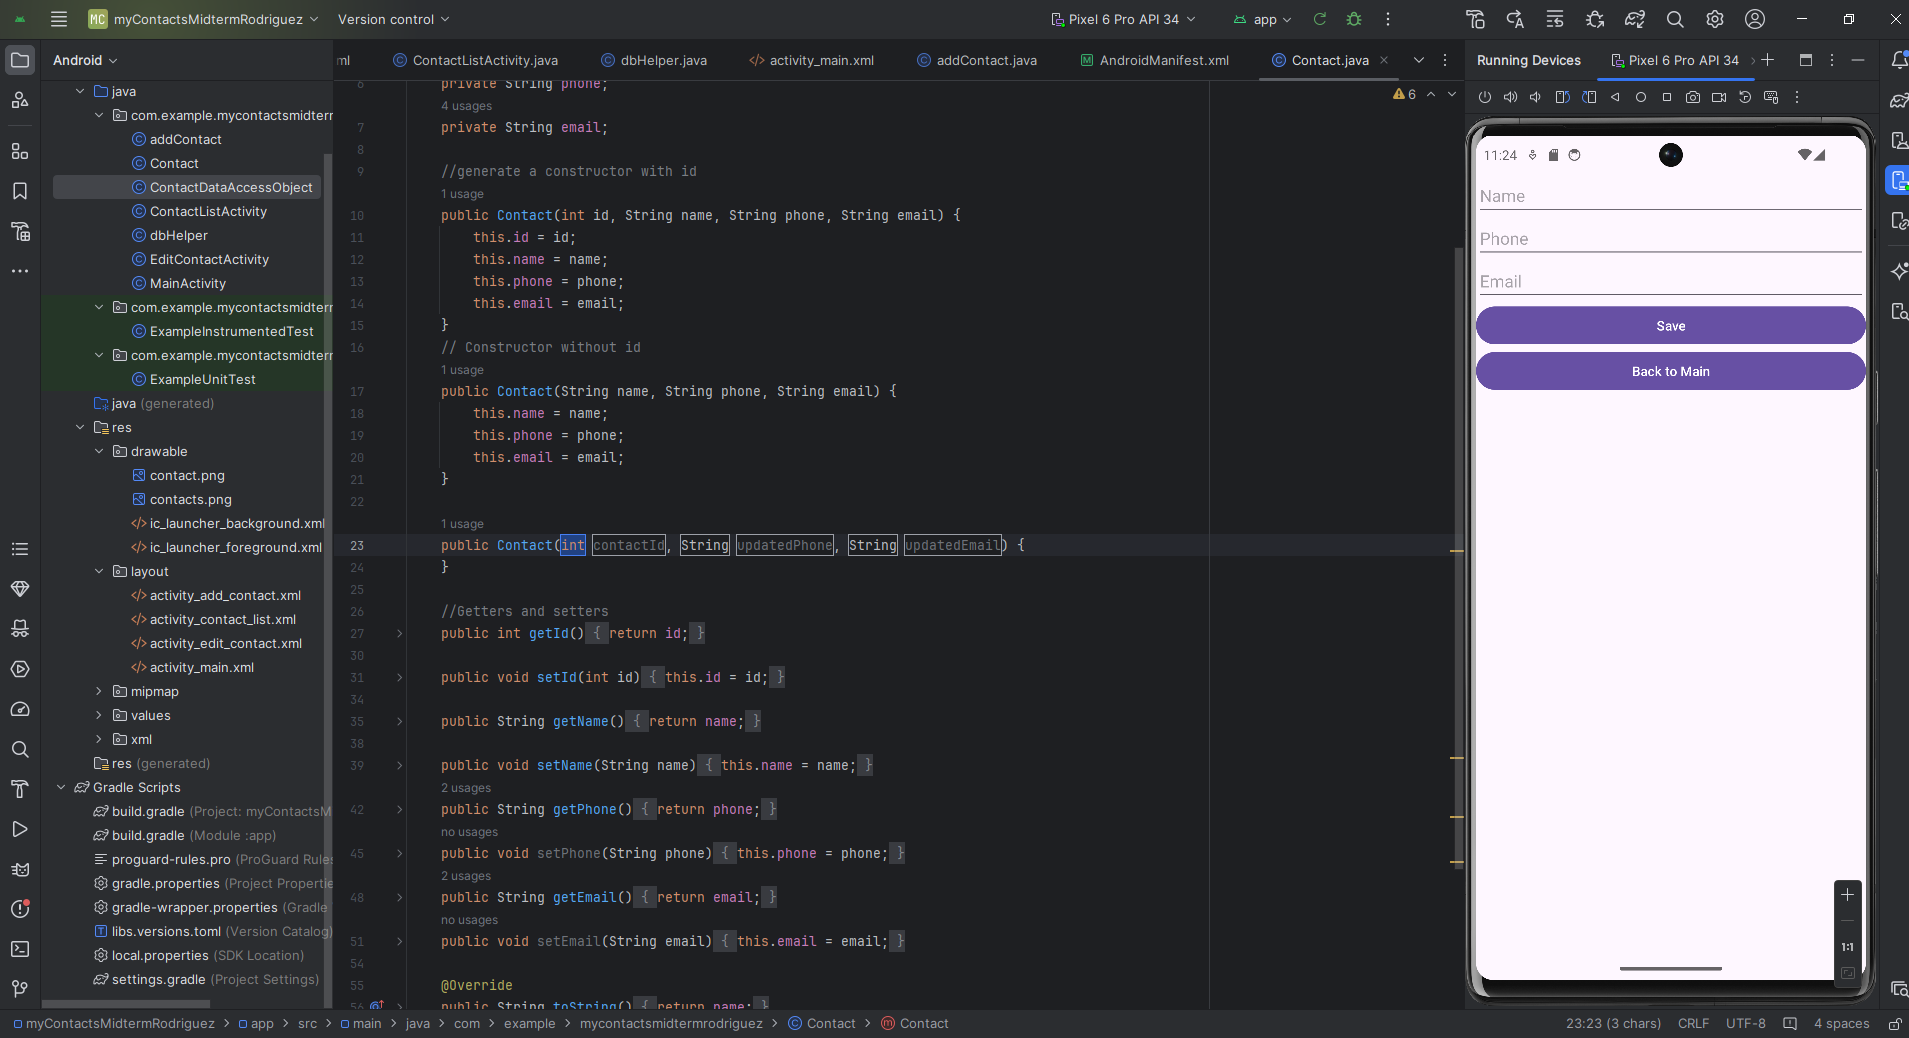 MC myContactsMidtermRodriguez Version control Pixel 6 Pro API 34 app
Android
java
com.example.mycontactsmidterm
addContact
Contact
ContactDataAccessObject
ContactListActivity
dbHelper
EditContactActivity
MainActivity
com.example.mycontactsmidterm
ExampleInstrumentedTest
com.example.mycontactsmidterm
ExampleUnitTest
java (generated)
res
drawable
contact.png
contacts.png
ic_launcher_background.xml
ic_launcher_foreground.xml
layout
activity_add_contact.xml
activity_contact_list.xml
activity_edit_contact.xml
activity_main.xml
mipmap
values
xml
res (generated)
Gradle Scripts
build.gradle (Project: myContactsM
build.gradle (Module :app)
proguard-rules.pro (ProGuard Rules
gradle.properties (Project Propertie
gradle-wrapper.properties (Gradle
libs.versions.toml (Version Catalog)
local.properties (SDK Location)
settings.gradle (Project Settings)
ml ContactListActivity.java dbHelper.java activity_main.xml addContact.java AndroidManifest.xml Contact.java
6
6 private String phone;
4 usages
7 private String email;
8
9 //generate a constructor with id
1 usage
10 public Contact(int id, String name, String phone, String email) {
11 this.id = id;
12 this.name = name;
13 this.phone = phone;
14 this.email = email;
15 }
16 // Constructor without id
1 usage
17 public Contact(String name, String phone, String email) {
18 this.name = name;
19 this.phone = phone;
20 this.email = email;
21 }
22
1 usage
23 public Contact(int contactId, String updatedPhone, String updatedEmail) {
24 }
25
26 //Getters and setters
27 public int getId() { return id; }
30
31 public void setId(int id) { this.id = id; }
34
35 public String getName() { return name; }
38
39 public void setName(String name) { this.name = name; }
2 usages
42 public String getPhone() { return phone; }
no usages
45 public void setPhone(String phone) { this.phone = phone; }
2 usages
48 public String getEmail() { return email; }
no usages
51 public void setEmail(String email) { this.email = email; }
54
55 @Override
56 public String toString() { return name; }
Running Devices Pixel 6 Pro API 34
11:24
Name
Phone
Email
Save
Back to Main
1:1
myContactsMidtermRodriguez > app > src > main > java > com > example > mycontactsmidtermrodriguez > Contact > Contact
23:23 (3 chars) CRLF UTF-8 4 spaces